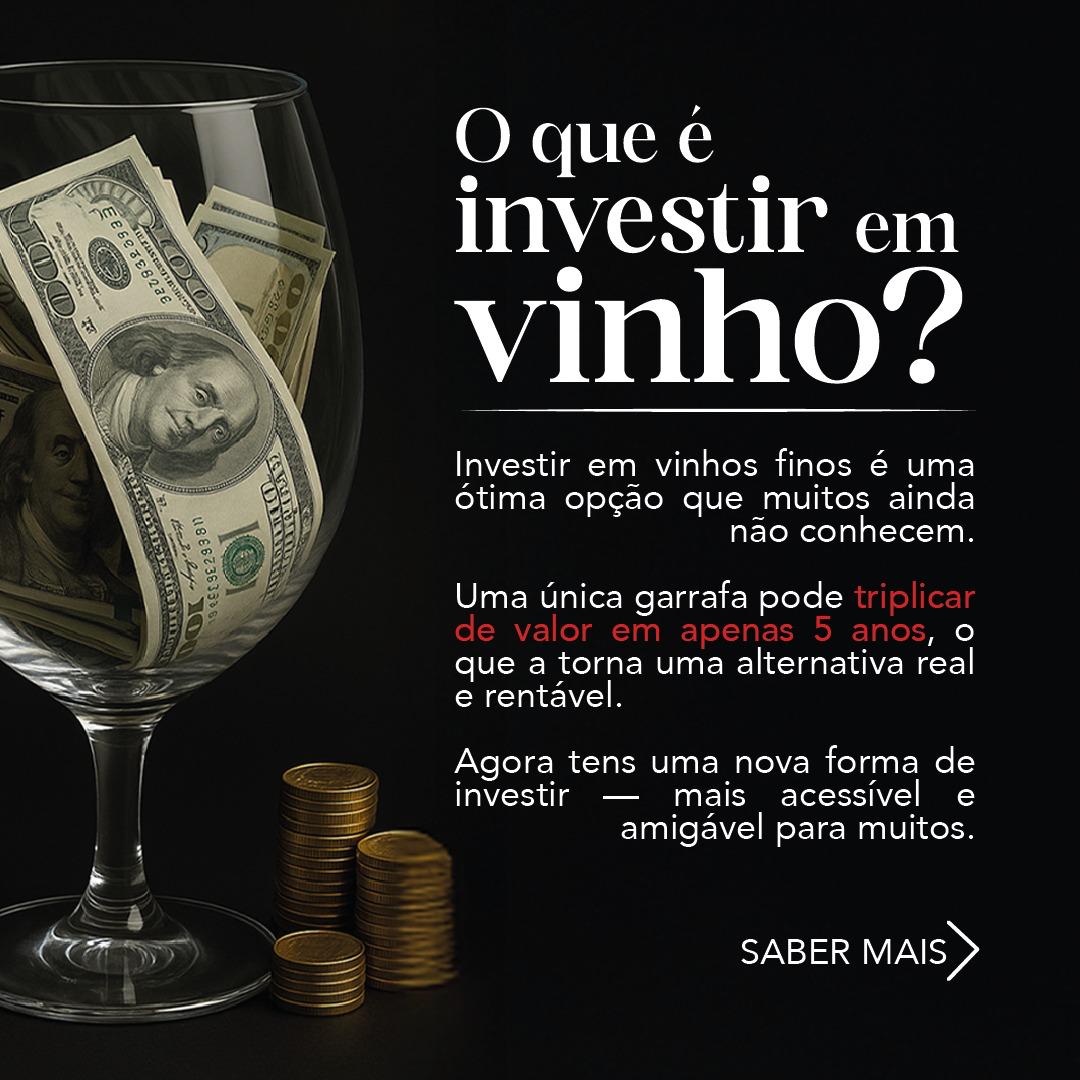 O que é
investir em
vinho?
Investir em vinhos finos é uma
ótima opção que muitos ainda
não conhecem.
Uma única garrafa pode triplicar
de valor em apenas 5 anos, o
que a torna uma alternativa real
e rentável.
Agora tens uma nova forma de
investir — mais acessível e
amigável para muitos.
SABER MAIS
100
100